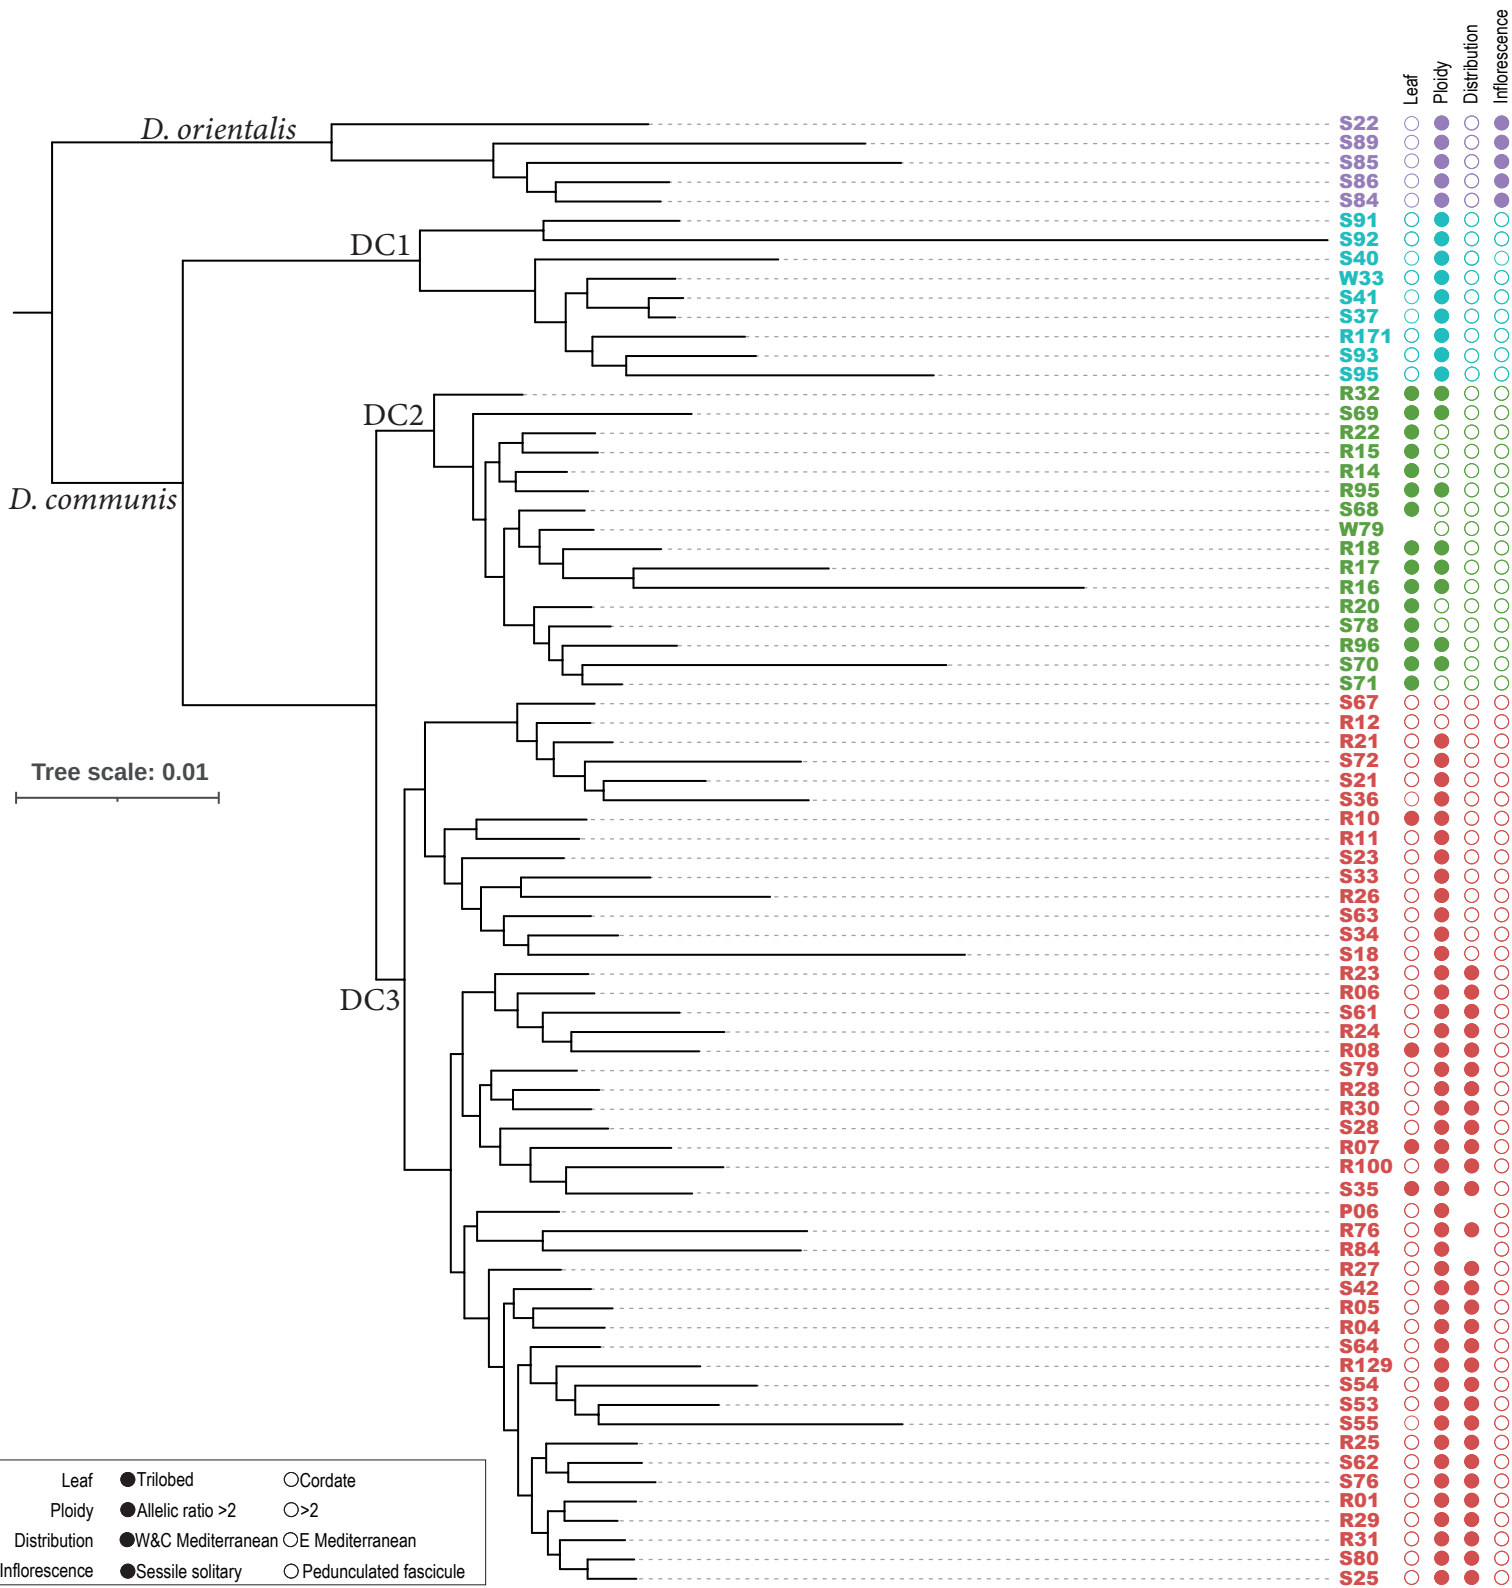 Leaf
Ploidy
Distribution
Inflorescence
D. orientalis
DC1
DC2
D. communis
DC3
Tree scale: 0.01
S22
S89
S85
S86
S84
S91
S92
S40
W33
S41
S37
R171
S93
S95
R32
S69
R22
R15
R14
R95
S68
W79
R18
R17
R16
R20
S78
R96
S70
S71
S67
R12
R21
S72
S21
S36
R10
R11
S23
S33
R26
S63
S34
S18
R23
R06
S61
R24
R08
S79
R28
R30
S28
R07
R100
S35
P06
R76
R84
R27
S42
R05
R04
S64
R129
S54
S53
S55
R25
S62
S76
R01
R29
R31
S80
S25
Leaf Trilobed Cordate
Ploidy Allelic ratio >2 >2
Distribution W&C Mediterranean E Mediterranean
Inflorescence Sessile solitary Pedunculated fascicule